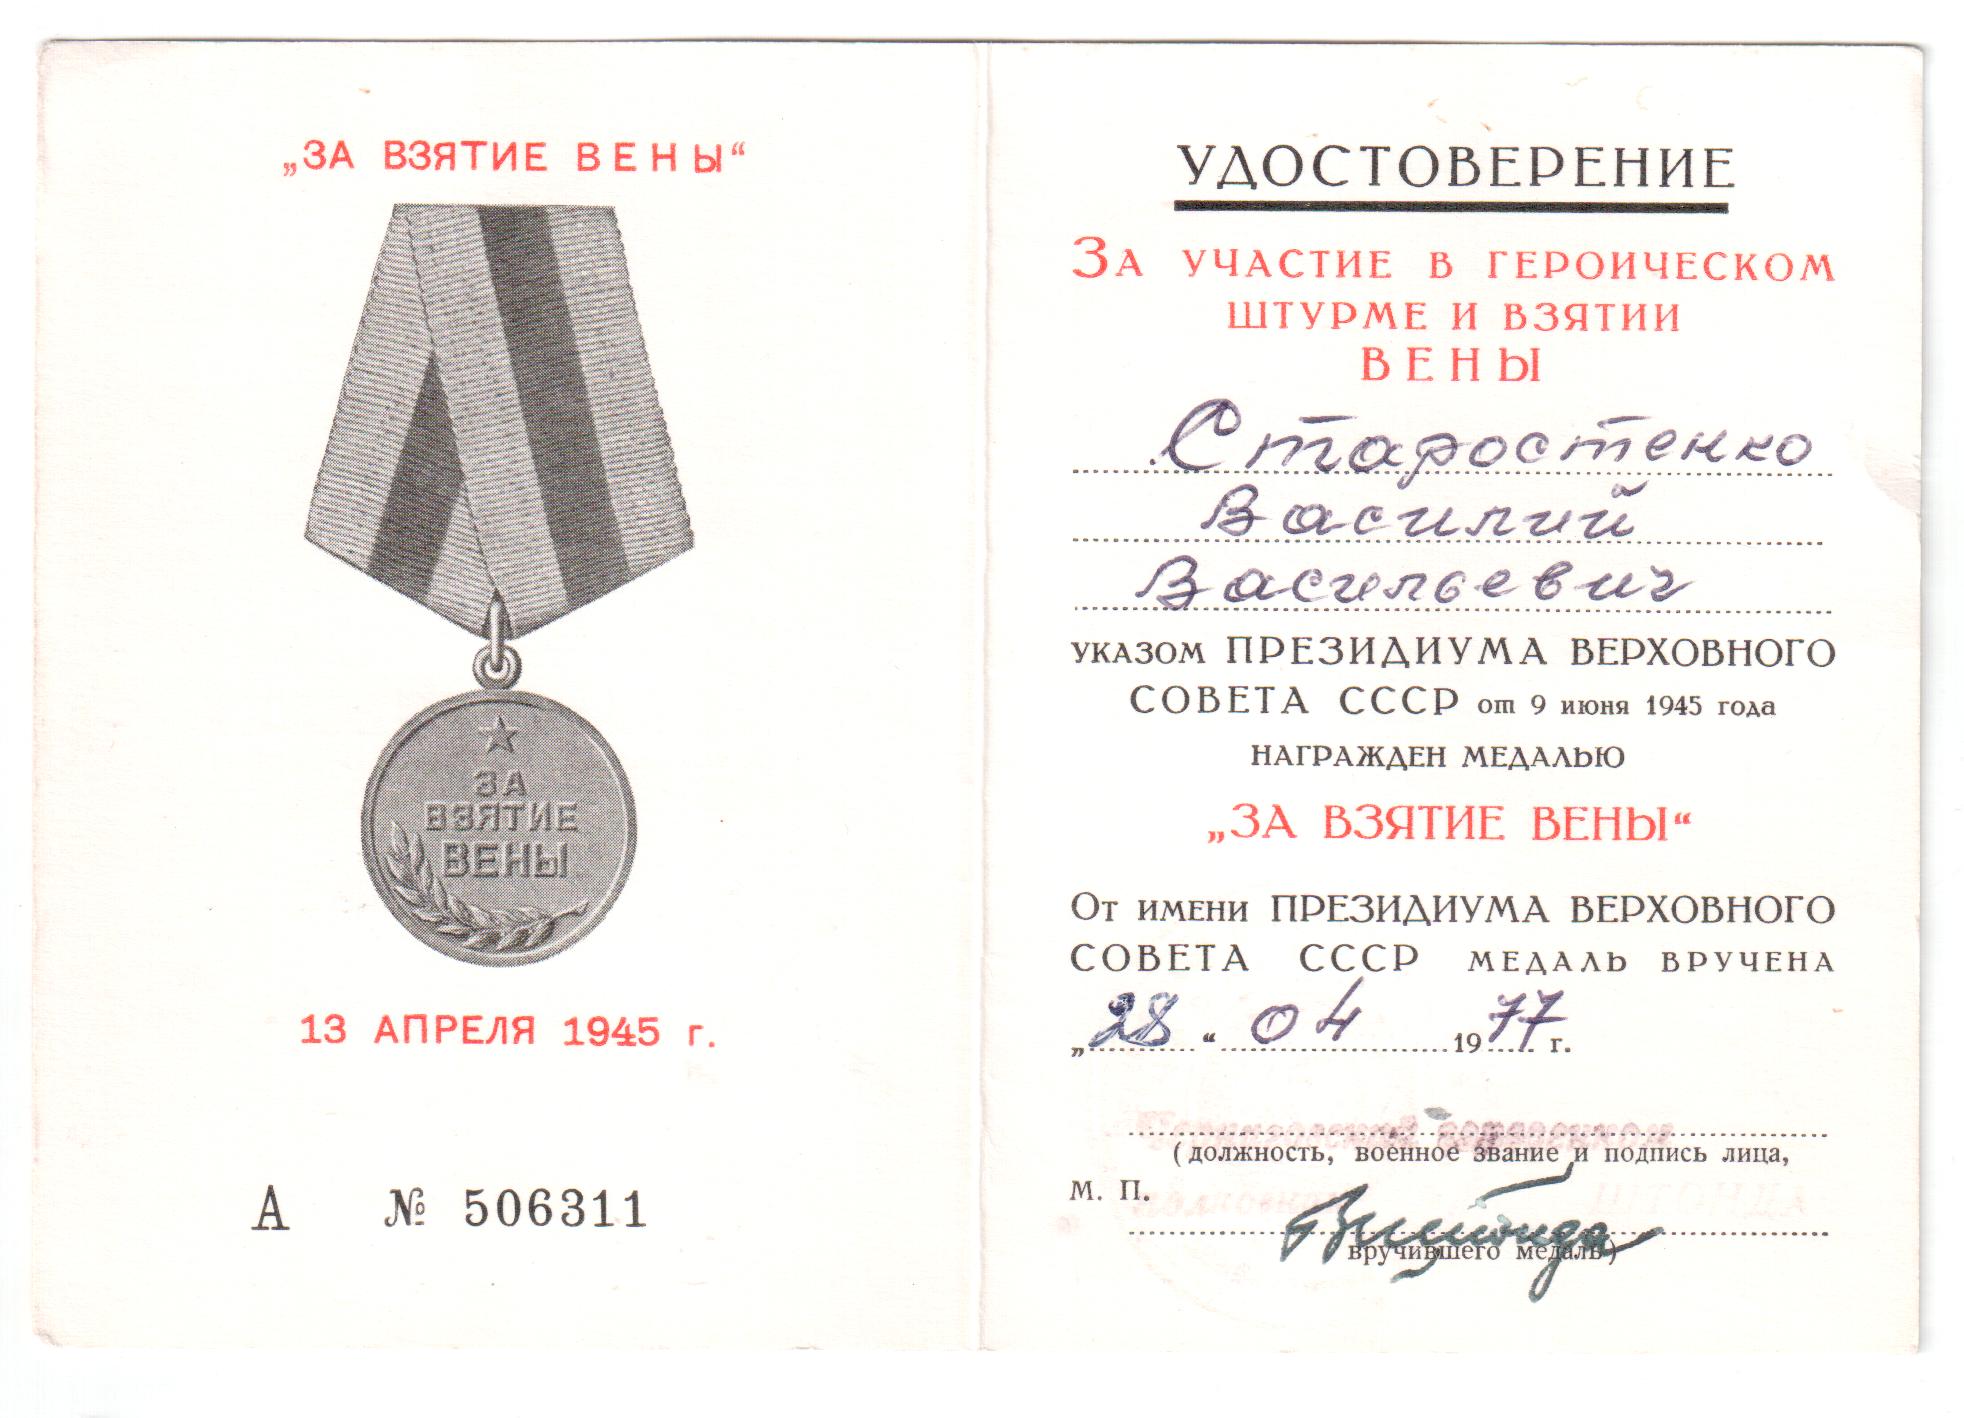 „ЗА ВЗЯТИЕ ВЕНЫ“
ЗА
ВЗЯТИЕ
ВЕНЫ
13 АПРЕЛЯ 1945 г.
А № 506311
УДОСТОВЕРЕНИЕ
ЗА УЧАСТИЕ В ГЕРОИЧЕСКОМ
ШТУРМЕ И ВЗЯТИИ
ВЕНЫ
Старостенко
Василий
Васильевич
УКАЗОМ ПРЕЗИДИУМА ВЕРХОВНОГО
СОВЕТА СССР от 9 июня 1945 года
НАГРАЖДЕН МЕДАЛЬЮ
„ЗА ВЗЯТИЕ ВЕНЫ“
ОТ ИМЕНИ ПРЕЗИДИУМА ВЕРХОВНОГО
СОВЕТА СССР МЕДАЛЬ ВРУЧЕНА
„28“ 04 1977 г.
(должность, военное звание и подпись лица,
М. П.
вручившего медаль)